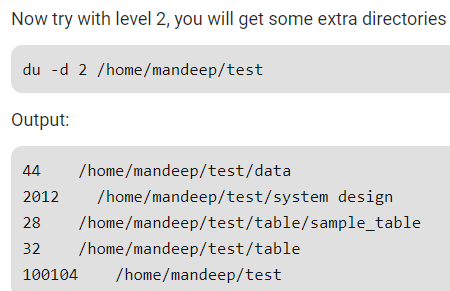 Now try with level 2, you will get some extra directories
du -d 2 /home/mandeep/test
Output:
44    /home/mandeep/test/data
2012    /home/mandeep/test/system design
28    /home/mandeep/test/table/sample_table
32    /home/mandeep/test/table
100104    /home/mandeep/test